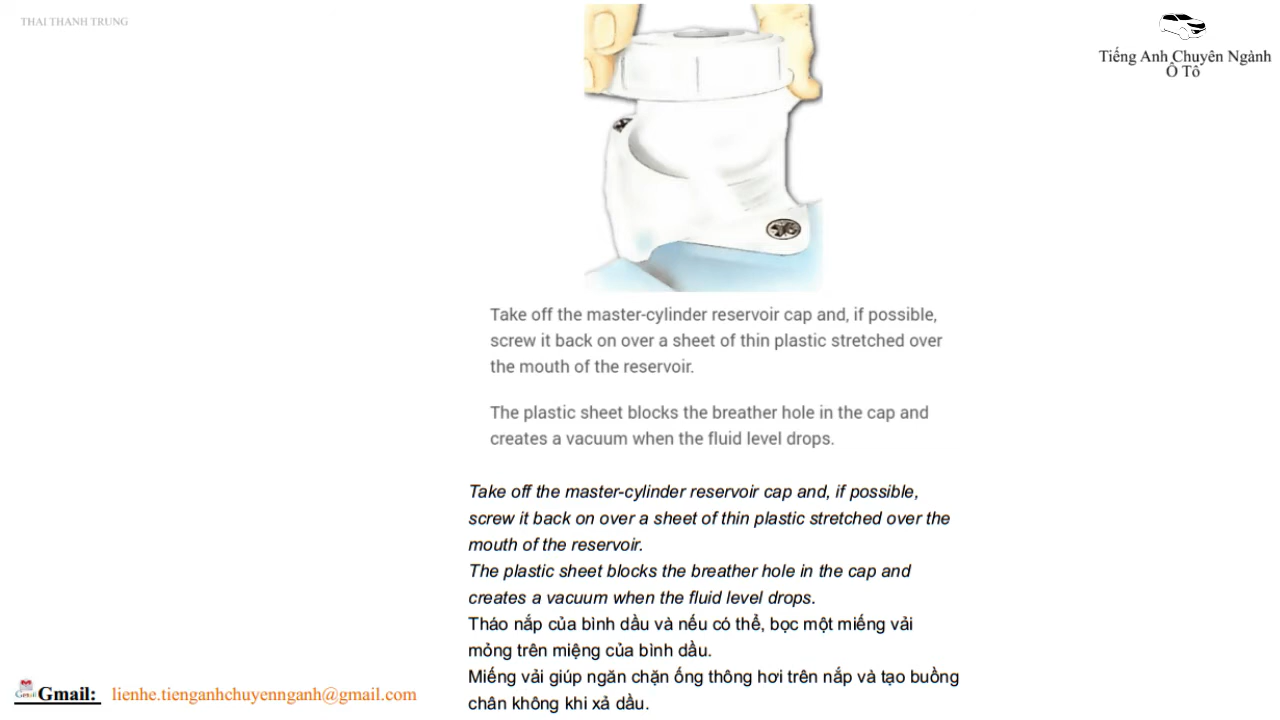 THAI THANH TRUNG
Tiếng Anh Chuyên Ngành
Ô Tô
Take off the master-cylinder reservoir cap and, if possible,
screw it back on over a sheet of thin plastic stretched over
the mouth of the reservoir.
The plastic sheet blocks the breather hole in the cap and
creates a vacuum when the fluid level drops.
Take off the master-cylinder reservoir cap and, if possible,
screw it back on over a sheet of thin plastic stretched over the
mouth of the reservoir.
The plastic sheet blocks the breather hole in the cap and
creates a vacuum when the fluid level drops.
Tháo nắp của bình dầu và nếu có thể, bọc một miếng vải
mỏng trên miệng của bình dầu.
Miếng vải giúp ngăn chặn ống thông hơi trên nắp và tạo buồng
chân không khi xả dầu.
Gmail: lienhe.tienganhchuyennganh@gmail.com